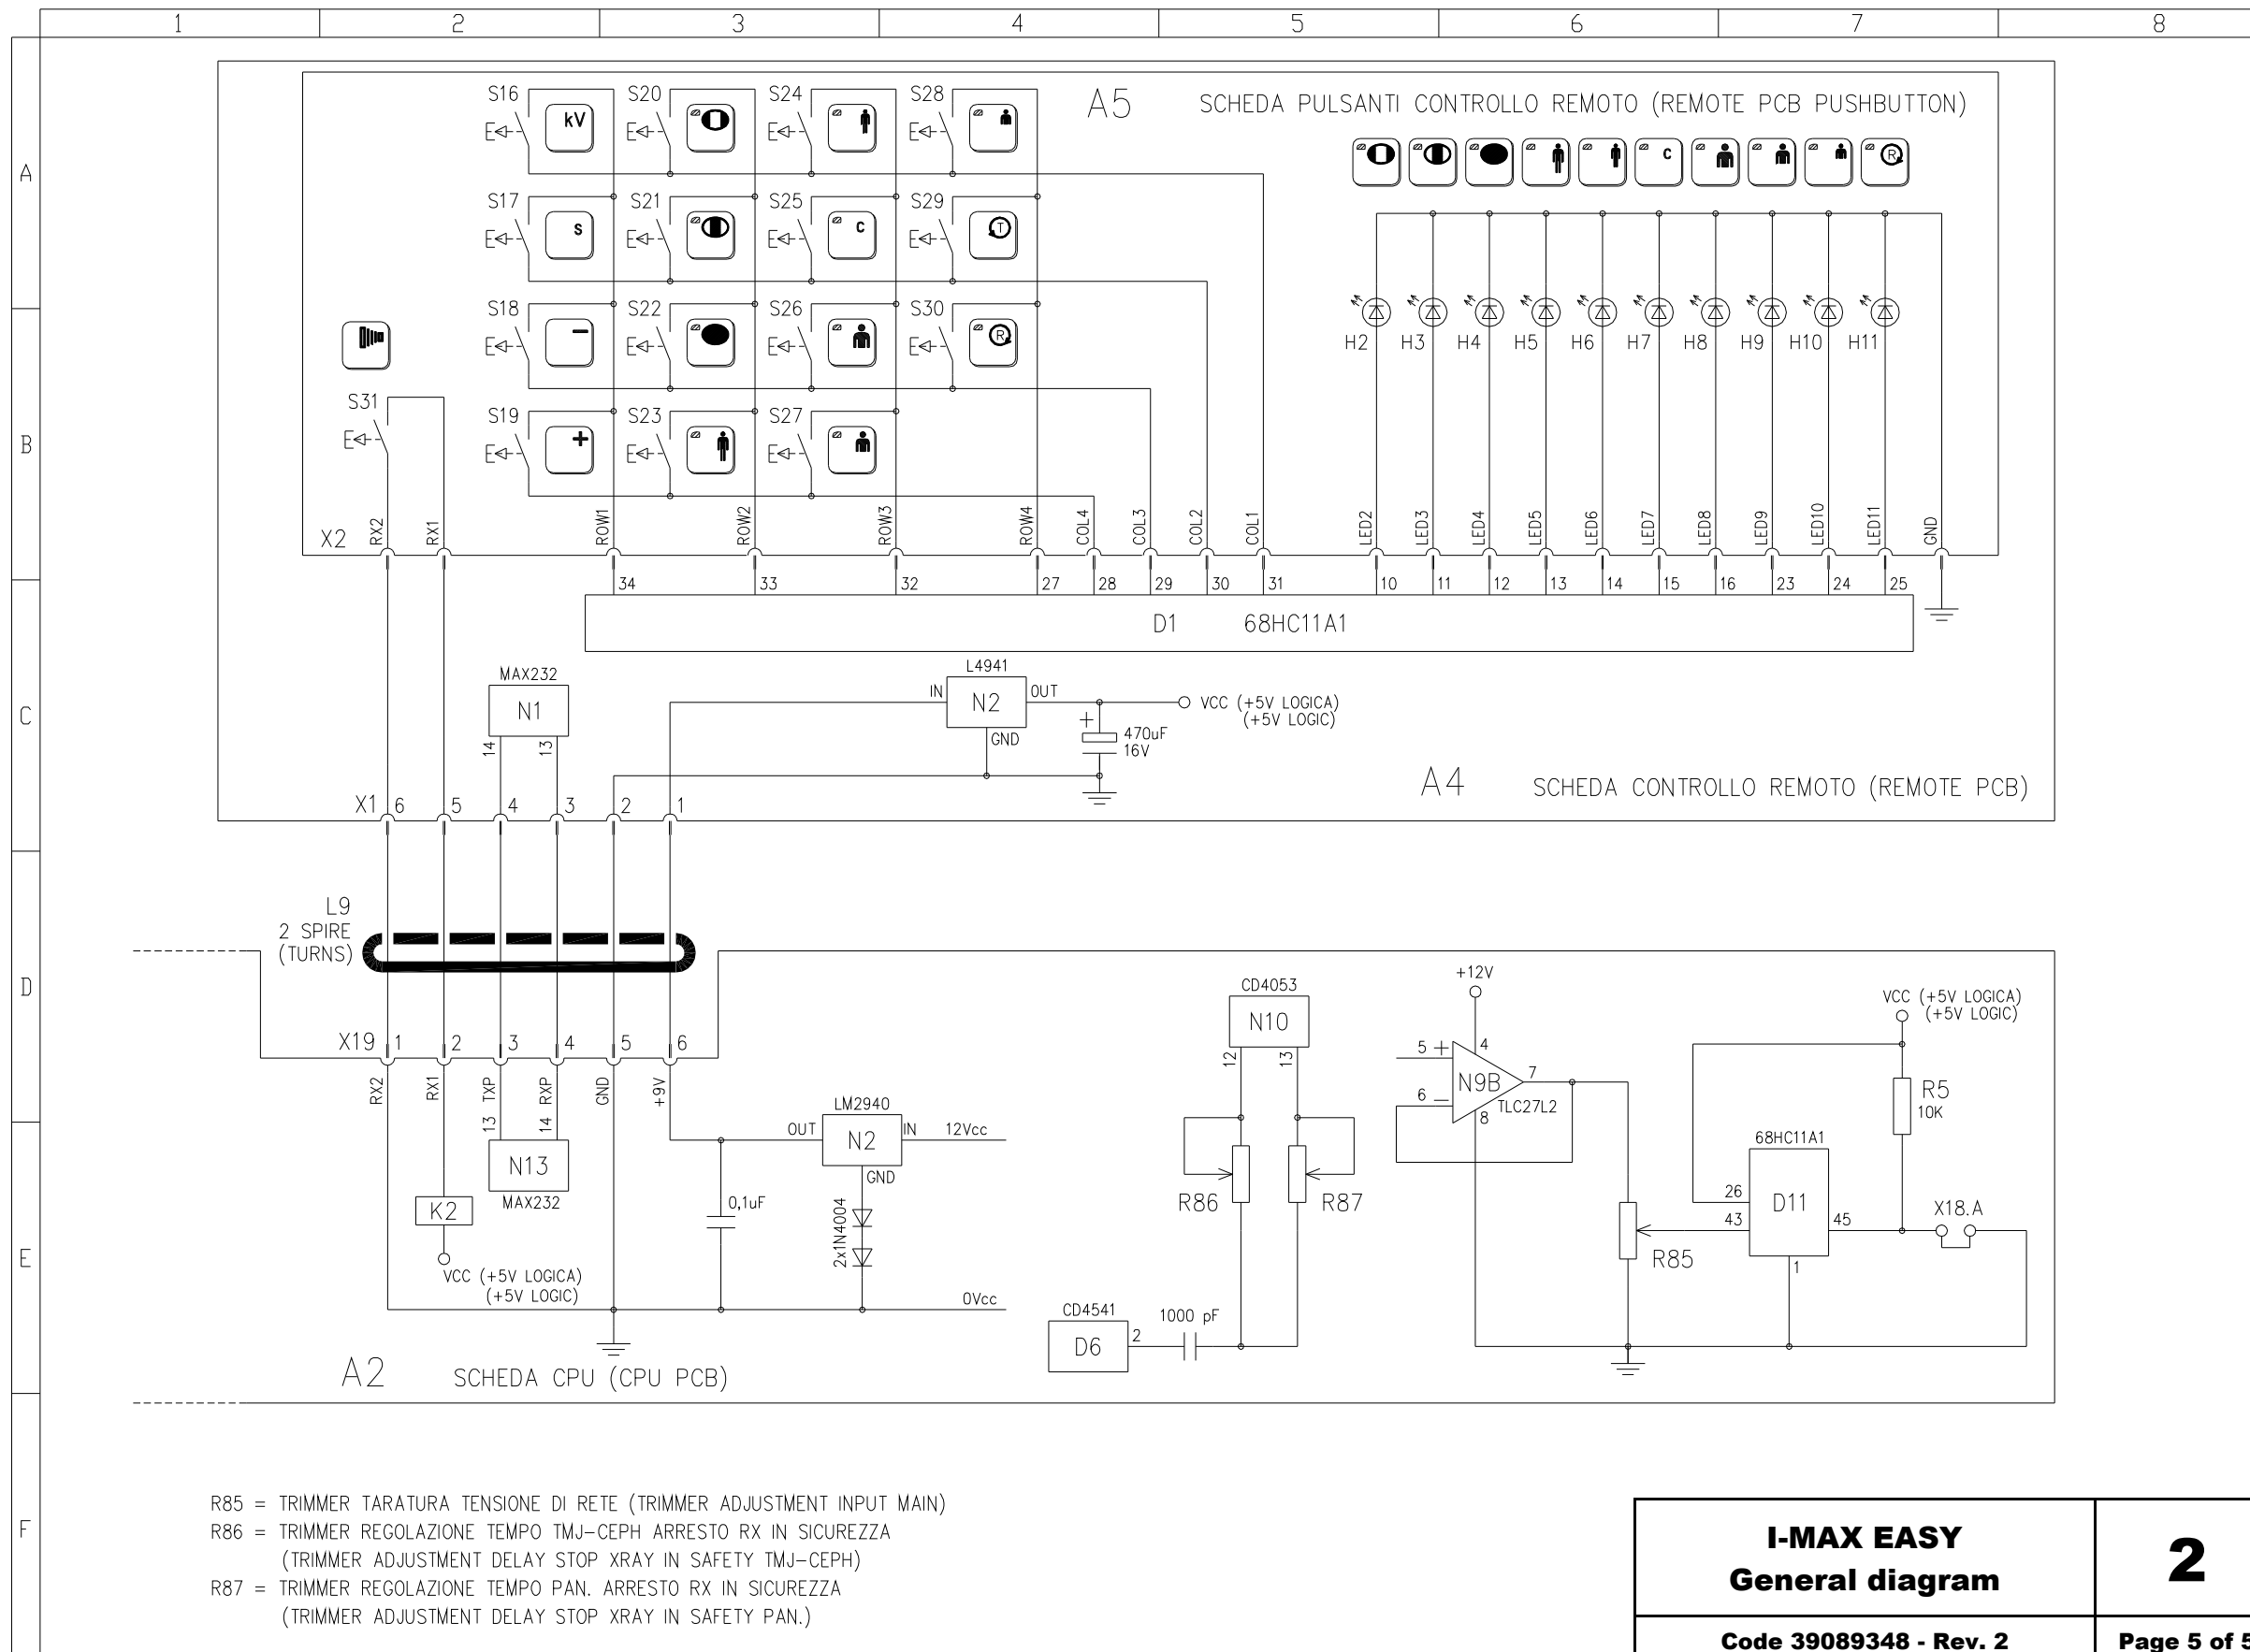 1 2 3 4 5 6 7 8
A
B
C
D
E
F
A5 SCHEDA PULSANTI CONTROLLO REMOTO (REMOTE PCB PUSHBUTTON)
S16 kV S20 S24 S28
C R
S17 s S21 S25 C S29 T
S18 − S22 S26 S30 R
H2 H3 H4 H5 H6 H7 H8 H9 H10 H11
S31
S19 + S23 S27
X2 RX2 RX1 ROW1 ROW2 ROW3 ROW4 COL4 COL3 COL2 COL1 LED2 LED3 LED4 LED5 LED6 LED7 LED8 LED9 LED10 LED11 GND
34 33 32 27 28 29 30 31 10 11 12 13 14 15 16 23 24 25
D1 68HC11A1
MAX232
N1
14 13
L4941
IN N2 OUT
GND
VCC (+5V LOGICA)
(+5V LOGIC)
+ 470uF
16V
A4 SCHEDA CONTROLLO REMOTO (REMOTE PCB)
X1 6 5 4 3 2 1
L9
2 SPIRE
(TURNS)
X19 1 2 3 4 5 6
RX2 RX1 TXP RXP GND +9V
13 14
N13
MAX232
K2
VCC (+5V LOGICA)
(+5V LOGIC)
LM2940
OUT N2 IN 12Vcc
GND
0,1uF
2x1N4004
0Vcc
A2 SCHEDA CPU (CPU PCB)
CD4053
N10
12 13
R86 R87
CD4541
D6 2
1000 pF
+12V
5 + 4
N9B 7
6 − 8 TLC27L2
R85
VCC (+5V LOGICA)
(+5V LOGIC)
R5
10K
68HC11A1
26
43 D11 45
1
X18.A
R85 = TRIMMER TARATURA TENSIONE DI RETE (TRIMMER ADJUSTMENT INPUT MAIN)
R86 = TRIMMER REGOLAZIONE TEMPO TMJ-CEPH ARRESTO RX IN SICUREZZA
(TRIMMER ADJUSTMENT DELAY STOP XRAY IN SAFETY TMJ-CEPH)
R87 = TRIMMER REGOLAZIONE TEMPO PAN. ARRESTO RX IN SICUREZZA
(TRIMMER ADJUSTMENT DELAY STOP XRAY IN SAFETY PAN.)
I-MAX EASY
General diagram
2
Code 39089348 - Rev. 2
Page 5 of 5